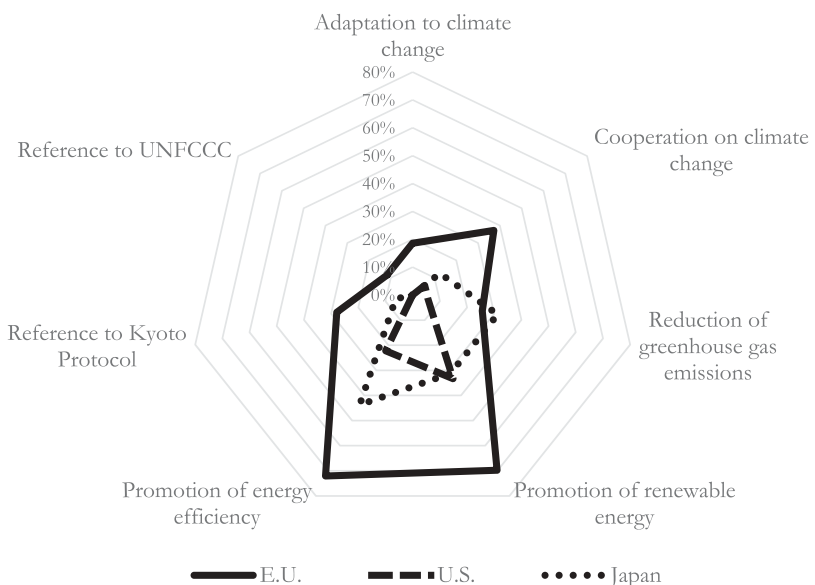 Adaptation to climate
change
80%
70%
60%
50%
40%
30%
20%
10%
0%
Cooperation on climate
change
Reduction of
greenhouse gas
emissions
Promotion of renewable
energy
Promotion of energy
efficiency
Reference to Kyoto
Protocol
Reference to UNFCCC
E.U.
U.S.
Japan